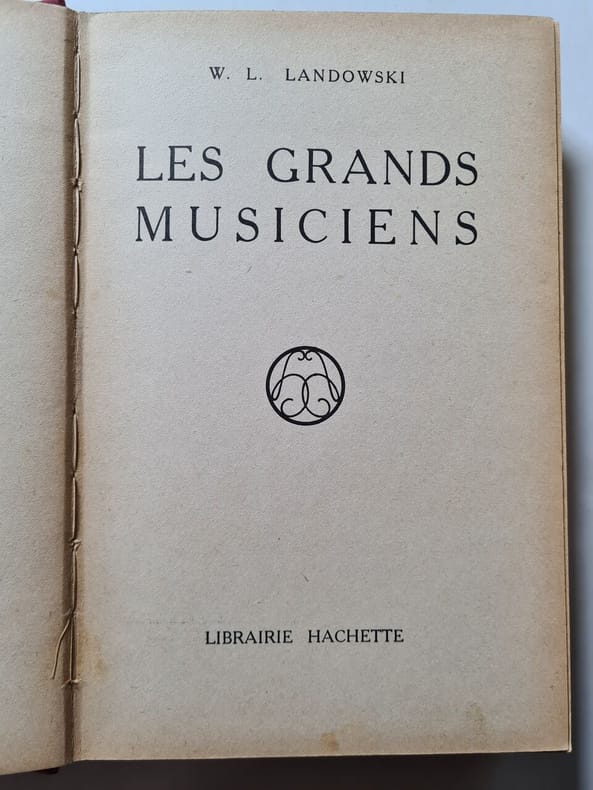 W. L. LANDOWSKI
LES GRANDS
MUSICIENS
LIBRAIRIE HACHETTE